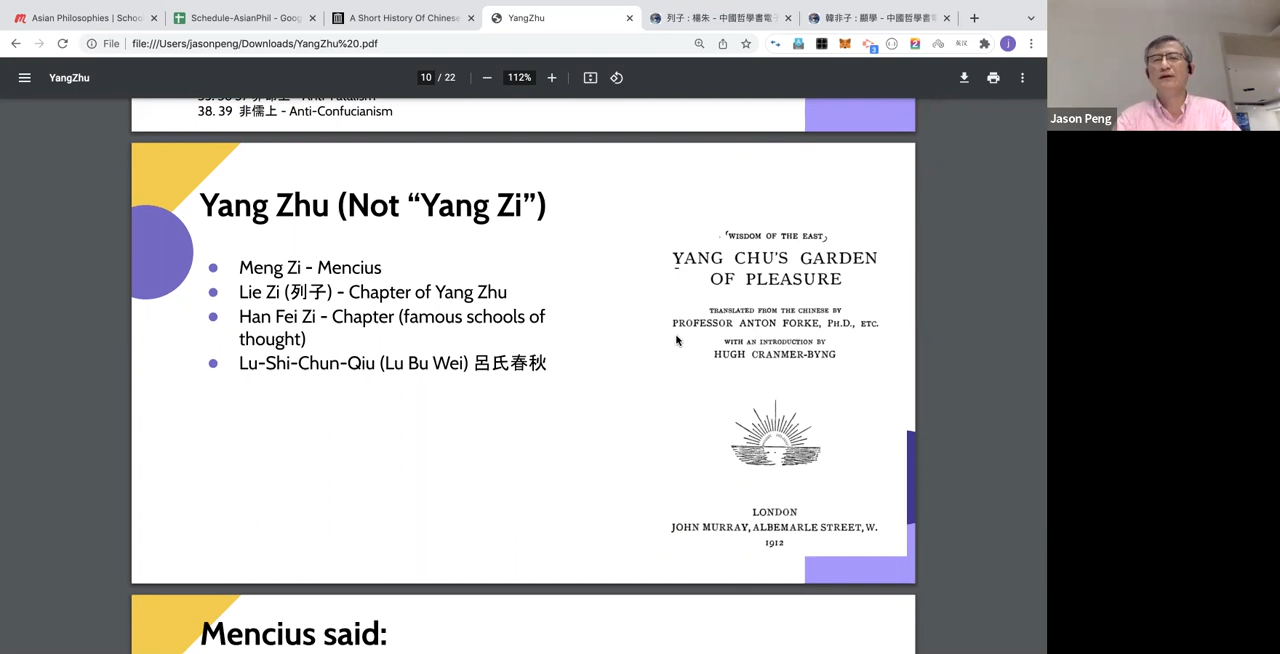 Asian Philosophies | Schoo
Schedule-AsianPhil - Goog
A Short History Of Chinese
YangZhu
列子 : 楊朱 - 中國哲學書電子
韓非子 : 顯學 - 中國哲學書電
File
file:///Users/jasonpeng/Downloads/YangZhu%20.pdf
YangZhu
10 / 22
112%
Jason Peng
38. 39 非儒上 - Anti-Confucianism
Yang Zhu (Not “Yang Zi”)
Meng Zi - Mencius
Lie Zi (列子) - Chapter of Yang Zhu
Han Fei Zi - Chapter (famous schools of
thought)
Lu-Shi-Chun-Qiu (Lu Bu Wei) 呂氏春秋
WISDOM OF THE EAST
YANG CHU'S GARDEN
OF PLEASURE
TRANSLATED FROM THE CHINESE BY
PROFESSOR ANTON FORKE, PH.D., ETC.
WITH AN INTRODUCTION BY
HUGH CRANMER-BYNG
LONDON
JOHN MURRAY, ALBEMARLE STREET, W.
1912
Mencius said: